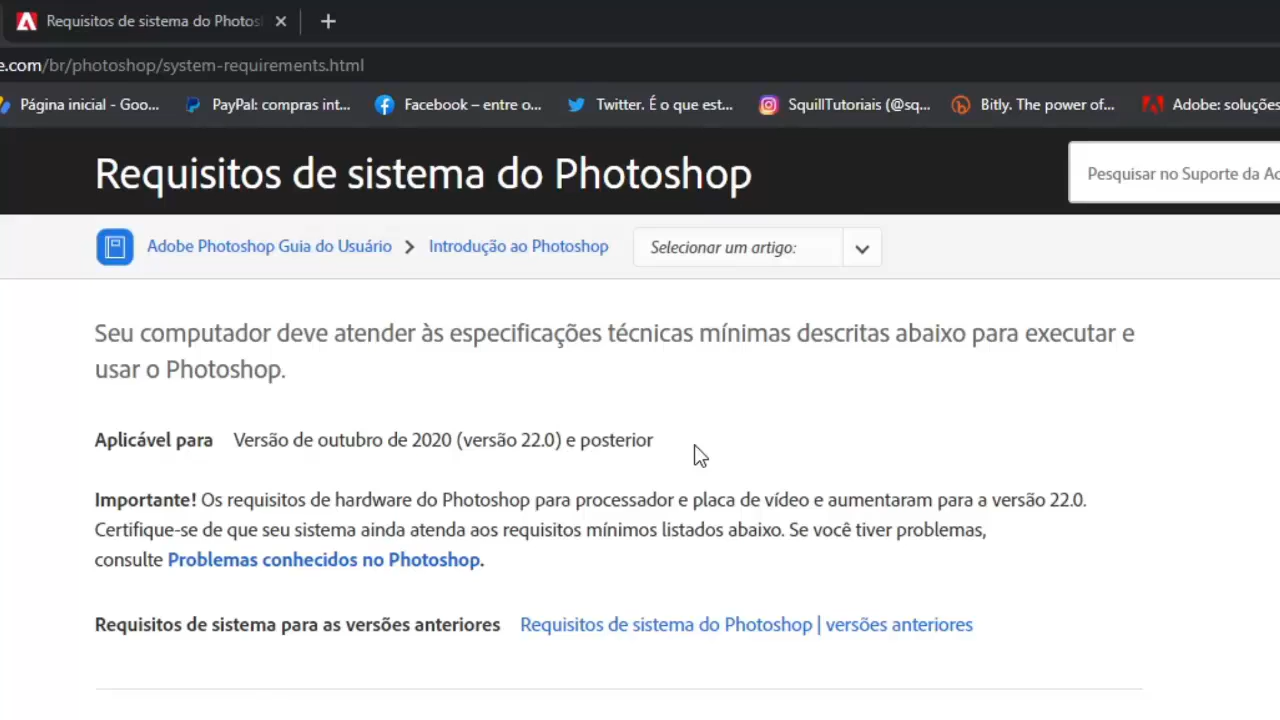 Requisitos de sistema do Photos
e.com/br/photoshop/system-requirements.html
Página inicial - Goo...
PayPal: compras int...
Facebook – entre o...
Twitter. É o que est...
SquillTutoriais (@sq...
Bitly. The power of...
Adobe: soluções
Requisitos de sistema do Photoshop
Pesquisar no Suporte da Ad
Adobe Photoshop Guia do Usuário
Introdução ao Photoshop
Selecionar um artigo:
Seu computador deve atender às especificações técnicas mínimas descritas abaixo para executar e
usar o Photoshop.
Aplicável para Versão de outubro de 2020 (versão 22.0) e posterior
Importante! Os requisitos de hardware do Photoshop para processador e placa de vídeo e aumentaram para a versão 22.0.
Certifique-se de que seu sistema ainda atenda aos requisitos mínimos listados abaixo. Se você tiver problemas,
consulte Problemas conhecidos no Photoshop.
Requisitos de sistema para as versões anteriores Requisitos de sistema do Photoshop | versões anteriores